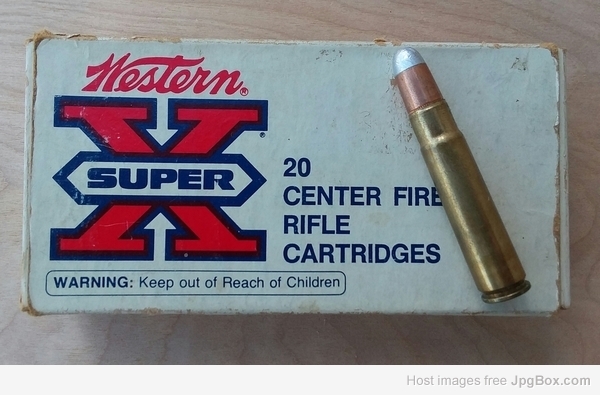 Western®
SUPER X®
20
CENTER FIRE
RIFLE
CARTRIDGES
WARNING: Keep out of Reach of Children
Host images free JpgBox.com